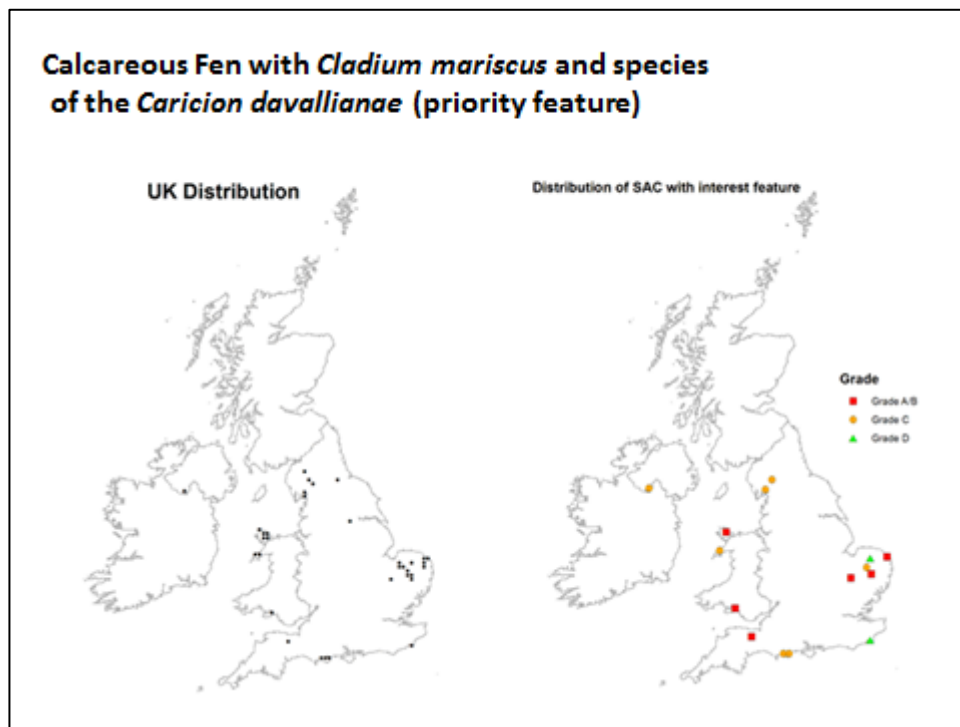 Calcareous Fen with Cladium mariscus and species
of the Caricion davallianae (priority feature)
UK Distribution
Distribution of SAC with interest feature
Grade
Grade A/B
Grade C
Grade D